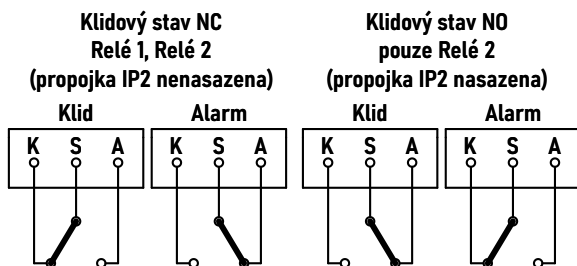 Klidový stav NC
Relé 1, Relé 2
(propojka IP2 nenasazena)
Klid Alarm
K S A K S A
Klidový stav NO
pouze Relé 2
(propojka IP2 nasazena)
Klid Alarm
K S A K S A